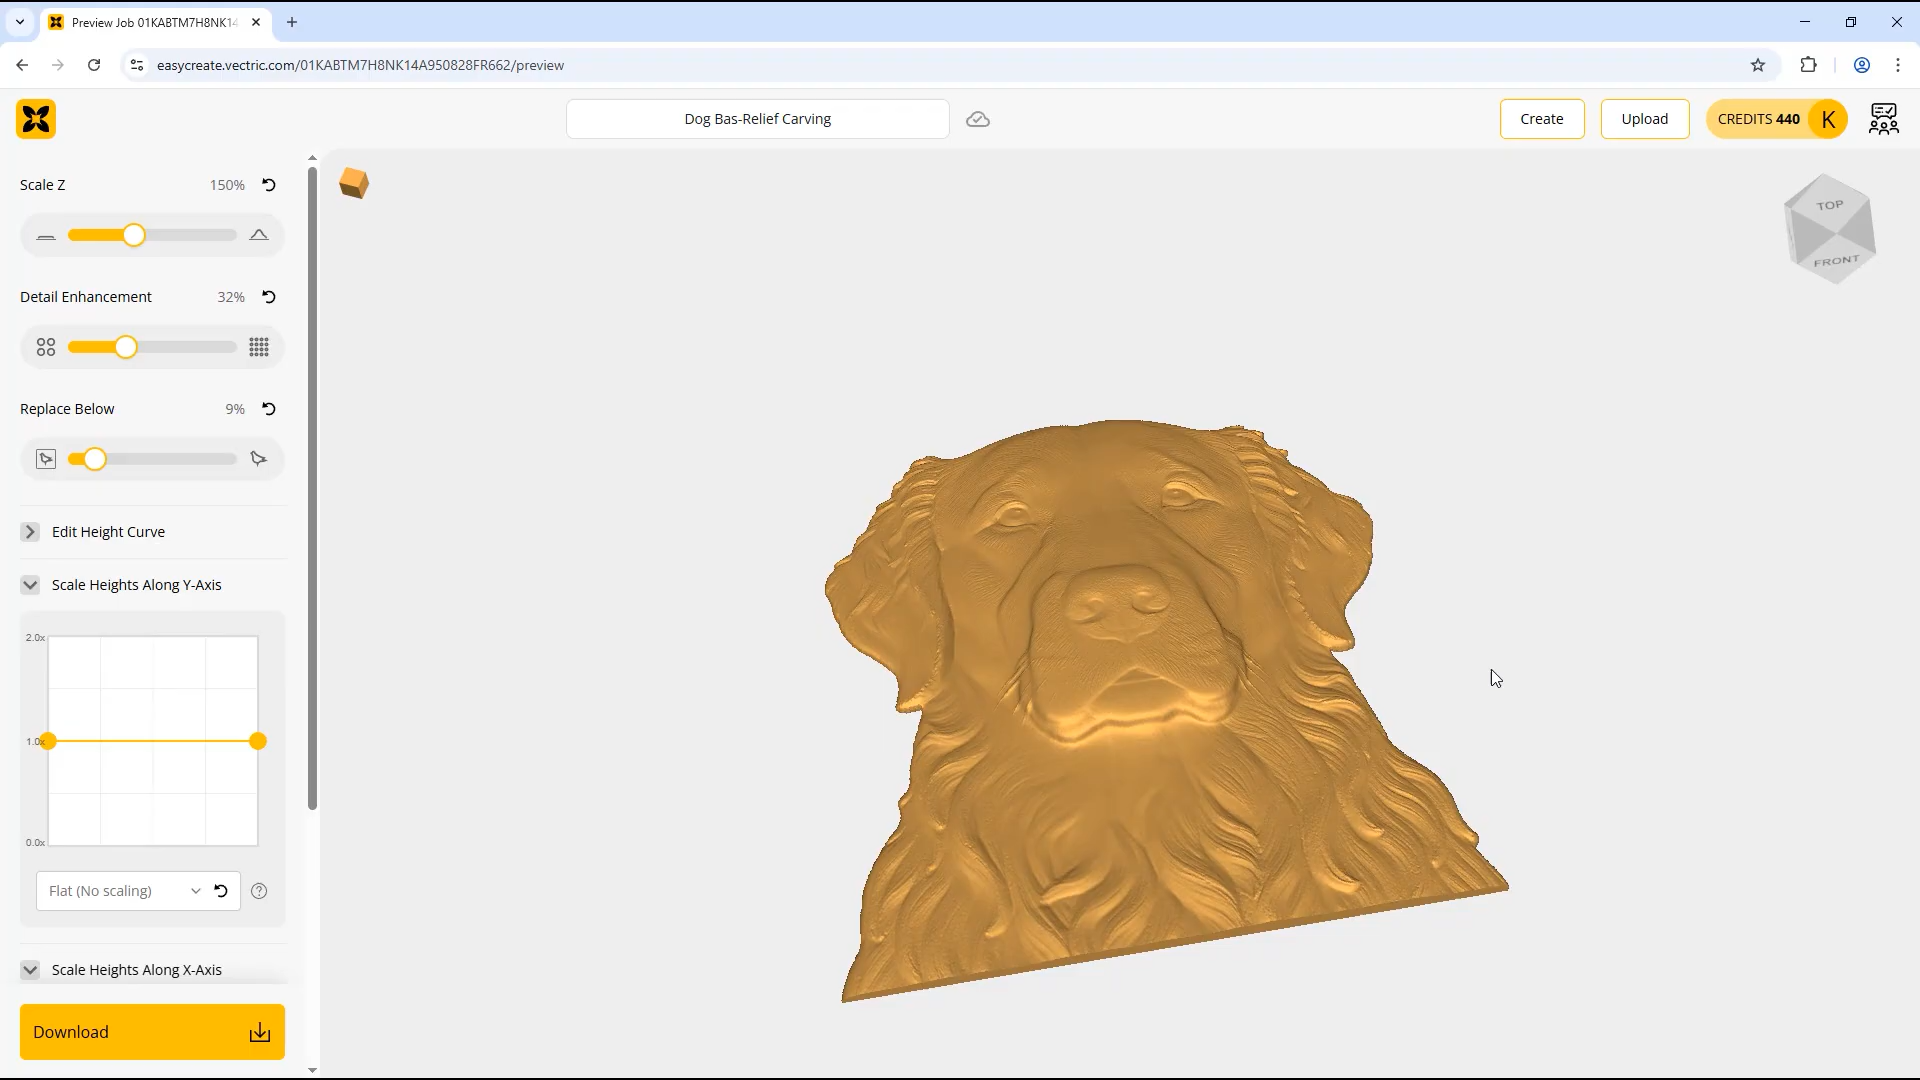 Preview Job 01KABTM7H8NK14
easycreate.vectric.com/01KABTM7H8NK14A950828FR662/preview
Dog Bas-Relief Carving
Create
Upload
CREDITS 440
K
Scale Z
150%
TOP
FRONT
Detail Enhancement
32%
Replace Below
9%
Edit Height Curve
Scale Heights Along Y-Axis
2.0x
1.0x
0.0x
Flat (No scaling)
Scale Heights Along X-Axis
Download